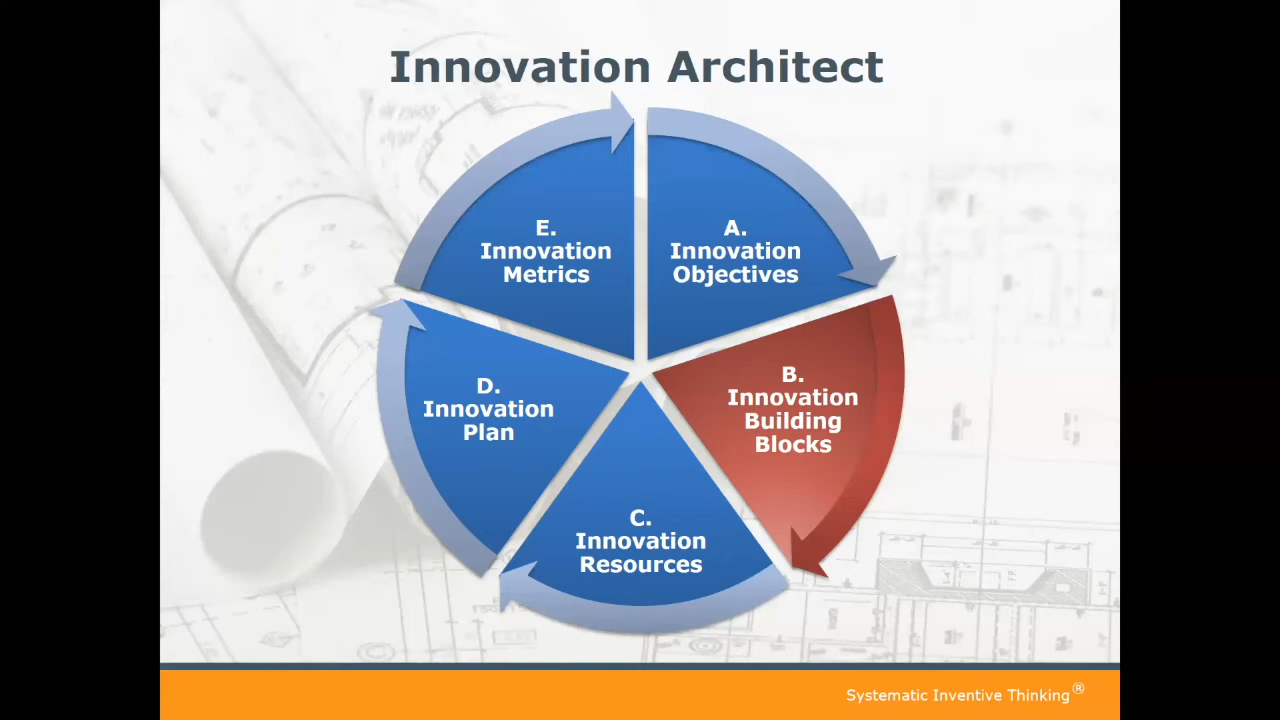 Innovation Architect
A.
Innovation
Objectives
B.
Innovation
Building
Blocks
C.
Innovation
Resources
D.
Innovation
Plan
E.
Innovation
Metrics
Systematic Inventive Thinking®